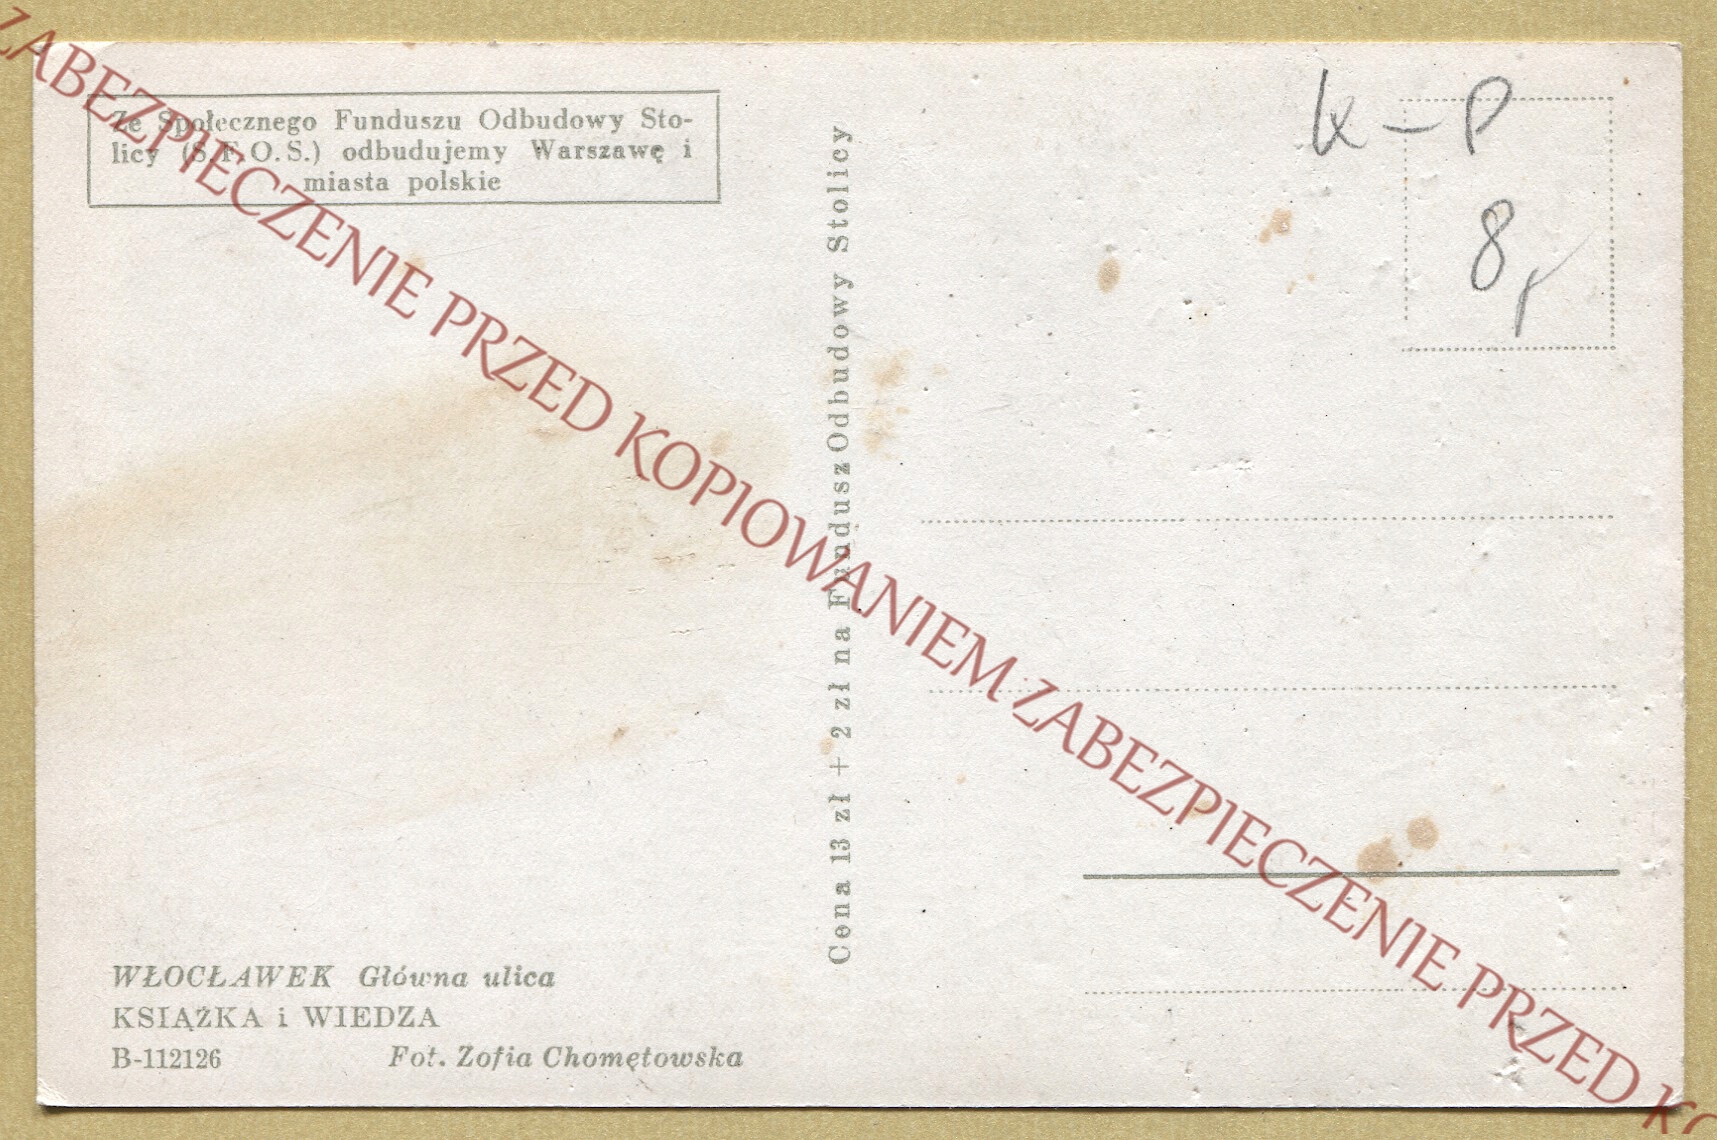 Ze Społecznego Funduszu Odbudowy Sto-
licy (S.F.O.S.) odbudujemy Warszawę i
miasta polskie
Cena 13 zł + 2 zł na Fundusz Odbudowy Stolicy
K – P
8,-
WŁOCŁAWEK Główna ulica
KSIĄŻKA i WIEDZA
B-112126 Fot. Zofia Chomętowska
ZABEZPIECZENIE PRZED KOPIOWANIEM ZABEZPIECZENIE PRZED KO